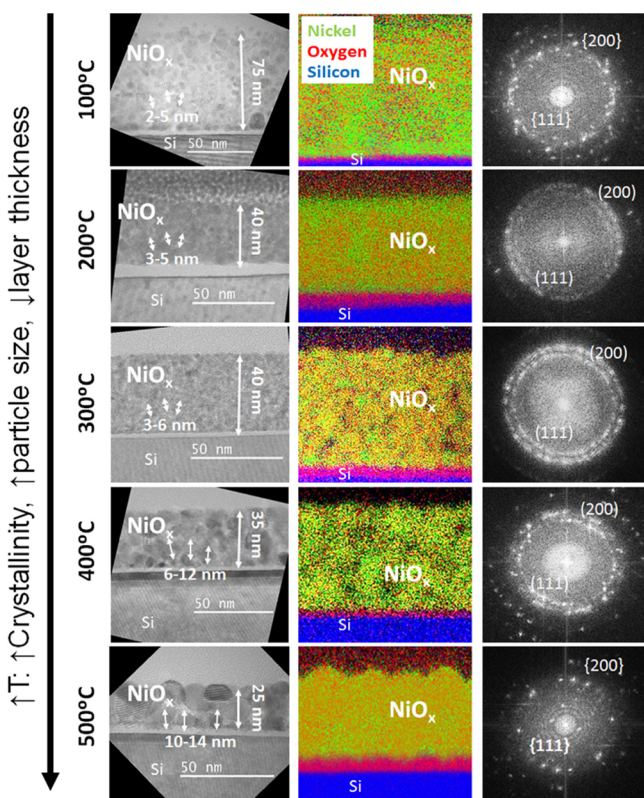 ↑T: ↑Crystallinity, ↑particle size, ↓layer thickness
100°C
NiOx
75 nm
2-5 nm
Si
50 nm
Nickel
Oxygen
Silicon
NiOx
Si
{200}
{111}
200°C
NiOx
40 nm
3-5 nm
Si
50 nm
NiOx
Si
(200)
(111)
300°C
NiOx
40 nm
3-6 nm
Si
50 nm
NiOx
Si
(200)
(111)
400°C
NiOx
35 nm
6-12 nm
Si
50 nm
NiOx
Si
(200)
(111)
500°C
NiOx
25 nm
10-14 nm
Si
50 nm
NiOx
Si
{200}
{111}